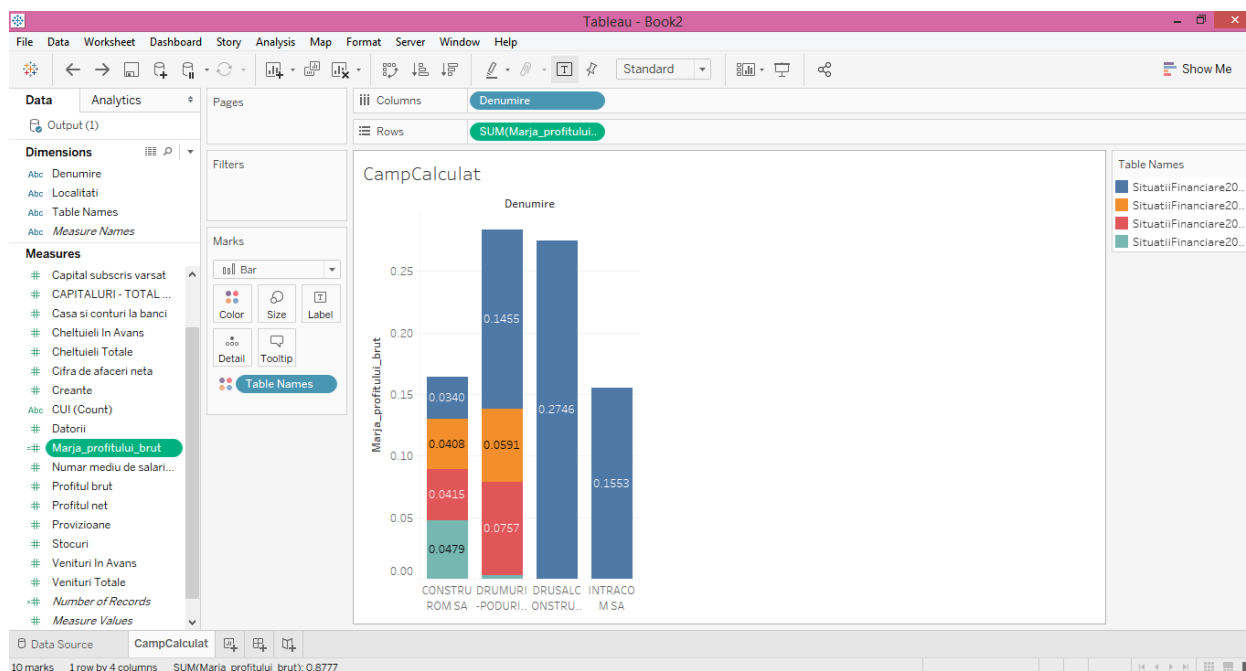 Tableau - Book2
File Data Worksheet Dashboard Story Analysis Map Format Server Window Help
Standard
Show Me
Data Analytics
Output (1)
Dimensions
Abc Denumire
Abc Localitati
Abc Table Names
Abc Measure Names
Measures
# Capital subscris varsat
# CAPITALURI - TOTAL ...
# Casa si conturi la banci
# Cheltuieli In Avans
# Cheltuieli Totale
# Cifra de afaceri neta
# Creante
Abc CUI (Count)
# Datorii
=# Marja_profitului_brut
# Numar mediu de salari...
# Profitul brut
# Profitul net
# Provizioane
# Stocuri
# Venituri In Avans
# Venituri Totale
=# Number of Records
# Measure Values
Pages
Filters
Marks
Bar
Color Size Label
Detail Tooltip
Table Names
Columns Denumire
Rows SUM(Marja_profitului..
CampCalculat
Denumire
Marja_profitului_brut
0.25
0.20
0.15
0.10
0.05
0.00
0.0340
0.0408
0.0415
0.0479
0.1455
0.0591
0.0757
0.2746
0.1553
CONSTRU
ROM SA
DRUMURI
-PODURI..
DRUSALC
ONSTRU..
INTRACO
M SA
Table Names
SituatiiFinanciare20..
SituatiiFinanciare20..
SituatiiFinanciare20..
SituatiiFinanciare20..
Data Source CampCalculat
10 marks 1 row by 4 columns SUM(Marja_profitului_brut): 0.8777